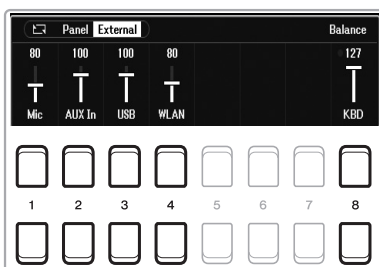 Panel External Balance
80 100 100 80 127
Mic AUX In USB WLAN KBD
1 2 3 4 5 6 7 8